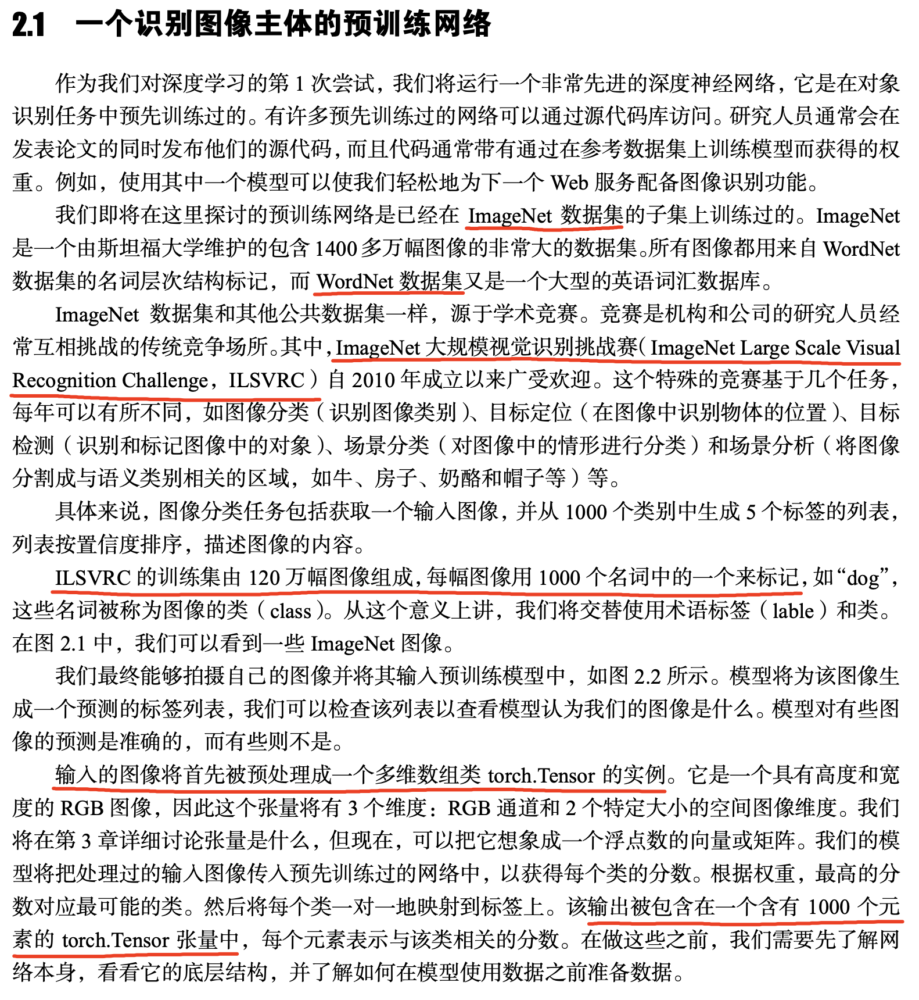 2.1 一个识别图像主体的预训练网络
作为我们对深度学习的第 1 次尝试，我们将运行一个非常先进的深度神经网络，它是在对象
识别任务中预先训练过的。有许多预先训练过的网络可以通过源代码库访问。研究人员通常会在
发表论文的同时发布他们的源代码，而且代码通常带有通过在参考数据集上训练模型而获得的权
重。例如，使用其中一个模型可以使我们轻松地为下一个 Web 服务配备图像识别功能。
我们即将在这里探讨的预训练网络是已经在 ImageNet 数据集的子集上训练过的。ImageNet
是一个由斯坦福大学维护的包含 1400 多万幅图像的非常大的数据集。所有图像都用来自 WordNet
数据集的名词层次结构标记，而 WordNet 数据集又是一个大型的英语词汇数据库。
ImageNet 数据集和其他公共数据集一样，源于学术竞赛。竞赛是机构和公司的研究人员经
常互相挑战的传统竞争场所。其中，ImageNet 大规模视觉识别挑战赛（ImageNet Large Scale Visual
Recognition Challenge，ILSVRC）自 2010 年成立以来广受欢迎。这个特殊的竞赛基于几个任务，
每年可以有所不同，如图像分类（识别图像类别）、目标定位（在图像中识别物体的位置）、目标
检测（识别和标记图像中的对象）、场景分类（对图像中的情形进行分类）和场景分析（将图像
分割成与语义类别相关的区域，如牛、房子、奶酪和帽子等）等。
具体来说，图像分类任务包括获取一个输入图像，并从 1000 个类别中生成 5 个标签的列表，
列表按置信度排序，描述图像的内容。
ILSVRC 的训练集由 120 万幅图像组成，每幅图像用 1000 个名词中的一个来标记，如“dog”，
这些名词被称为图像的类（class）。从这个意义上讲，我们将交替使用术语标签（lable）和类。
在图 2.1 中，我们可以看到一些 ImageNet 图像。
我们最终能够拍摄自己的图像并将其输入预训练模型中，如图 2.2 所示。模型将为该图像生
成一个预测的标签列表，我们可以检查该列表以查看模型认为我们的图像是什么。模型对有些图
像的预测是准确的，而有些则不是。
输入的图像将首先被预处理成一个多维数组类 torch.Tensor 的实例。它是一个具有高度和宽
度的 RGB 图像，因此这个张量将有 3 个维度：RGB 通道和 2 个特定大小的空间图像维度。我们
将在第 3 章详细讨论张量是什么，但现在，可以把它想象成一个浮点数的向量或矩阵。我们的模
型将把处理过的输入图像传入预先训练过的网络中，以获得每个类的分数。根据权重，最高的分
数对应最可能的类。然后将每个类一对一地映射到标签上。该输出被包含在一个含有 1000 个元
素的 torch.Tensor 张量中，每个元素表示与该类相关的分数。在做这些之前，我们需要先了解网
络本身，看看它的底层结构，并了解如何在模型使用数据之前准备数据。